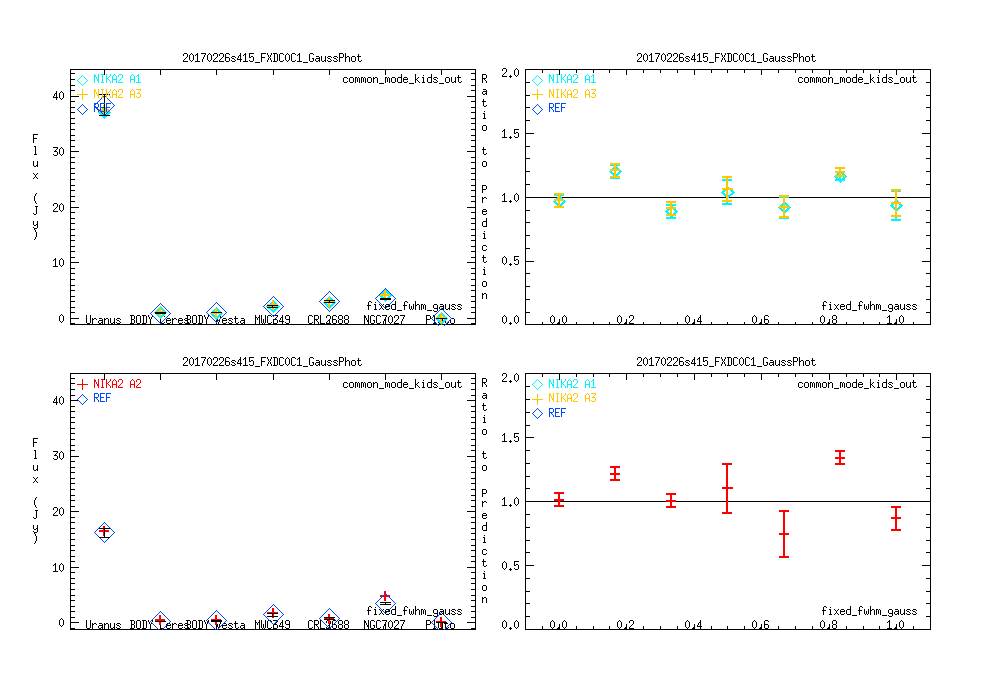 20170226s415_FXDC0C1_GaussPhot
NIKA2 A1
NIKA2 A3
REF
common_mode_kids_out
fixed_fwhm_gauss
Flux (Jy)
40
30
20
10
0
Uranus BODY Ceres BODY Vesta MWC349 CRL2688 NGC7027 Pluto
20170226s415_FXDC0C1_GaussPhot
NIKA2 A1
NIKA2 A3
REF
common_mode_kids_out
fixed_fwhm_gauss
Ratio to Prediction
2.0
1.5
1.0
0.5
0.0
0.0 0.2 0.4 0.6 0.8 1.0
20170226s415_FXDC0C1_GaussPhot
NIKA2 A2
REF
common_mode_kids_out
fixed_fwhm_gauss
Flux (Jy)
40
30
20
10
0
Uranus BODY Ceres BODY Vesta MWC349 CRL2688 NGC7027 Pluto
20170226s415_FXDC0C1_GaussPhot
NIKA2 A1
NIKA2 A3
REF
common_mode_kids_out
fixed_fwhm_gauss
Ratio to Prediction
2.0
1.5
1.0
0.5
0.0
0.0 0.2 0.4 0.6 0.8 1.0